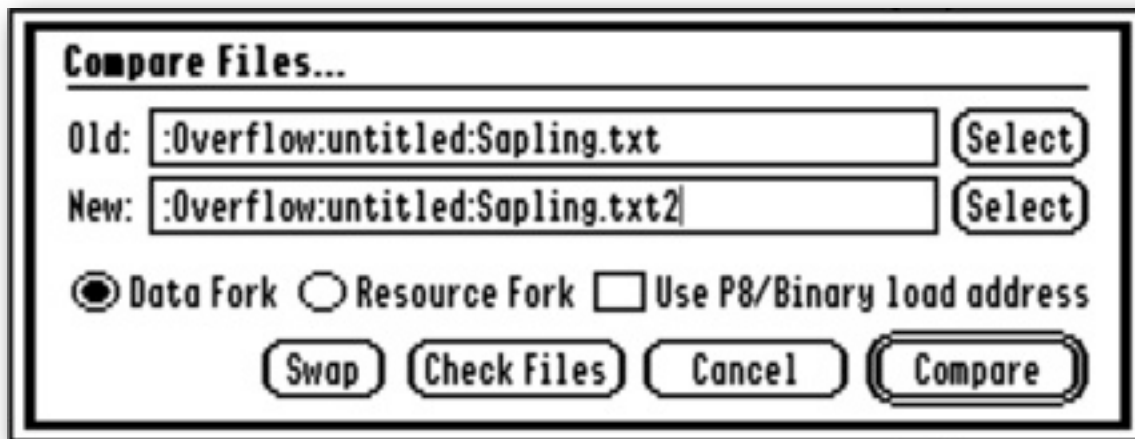 Compare Files...
Old: :Overflow:untitled:Sapling.txt Select
New: :Overflow:untitled:Sapling.txt2 Select
Data Fork Resource Fork Use P8/Binary load address
Swap Check Files Cancel Compare